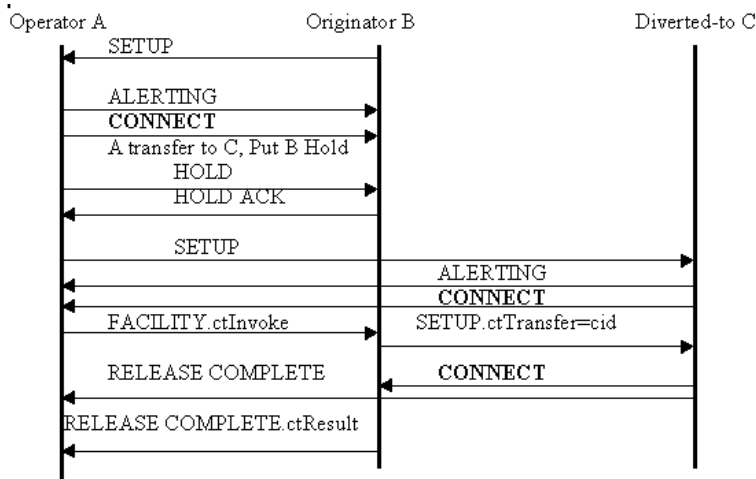 Operator A Originator B Diverted-to C
SETUP
ALERTING
CONNECT
A transfer to C, Put B Hold
HOLD
HOLD ACK
SETUP
ALERTING
CONNECT
FACILITY.ctInvoke SETUP.ctTransfer=cid
RELEASE COMPLETE CONNECT
RELEASE COMPLETE.ctResult